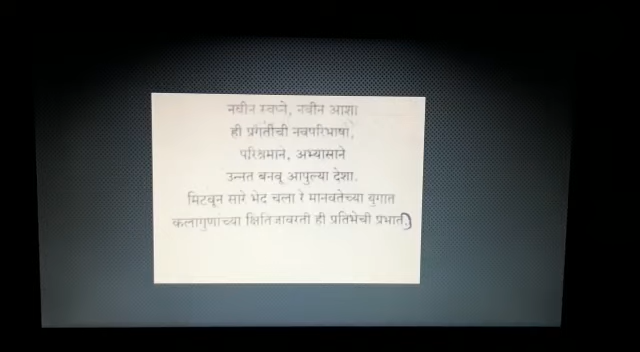 नवीन स्वप्ने, नवीन आशा
ही प्रगतीची नवपरिभाषा,
परिश्रमाने, अभ्यासाने
उन्नत बनवू आपुल्या देशा.
मिटवून सारे भेद चला रे मानवतेच्या युगात
कलागुणांच्या क्षितिजावरती ही प्रतिभेची प्रभात